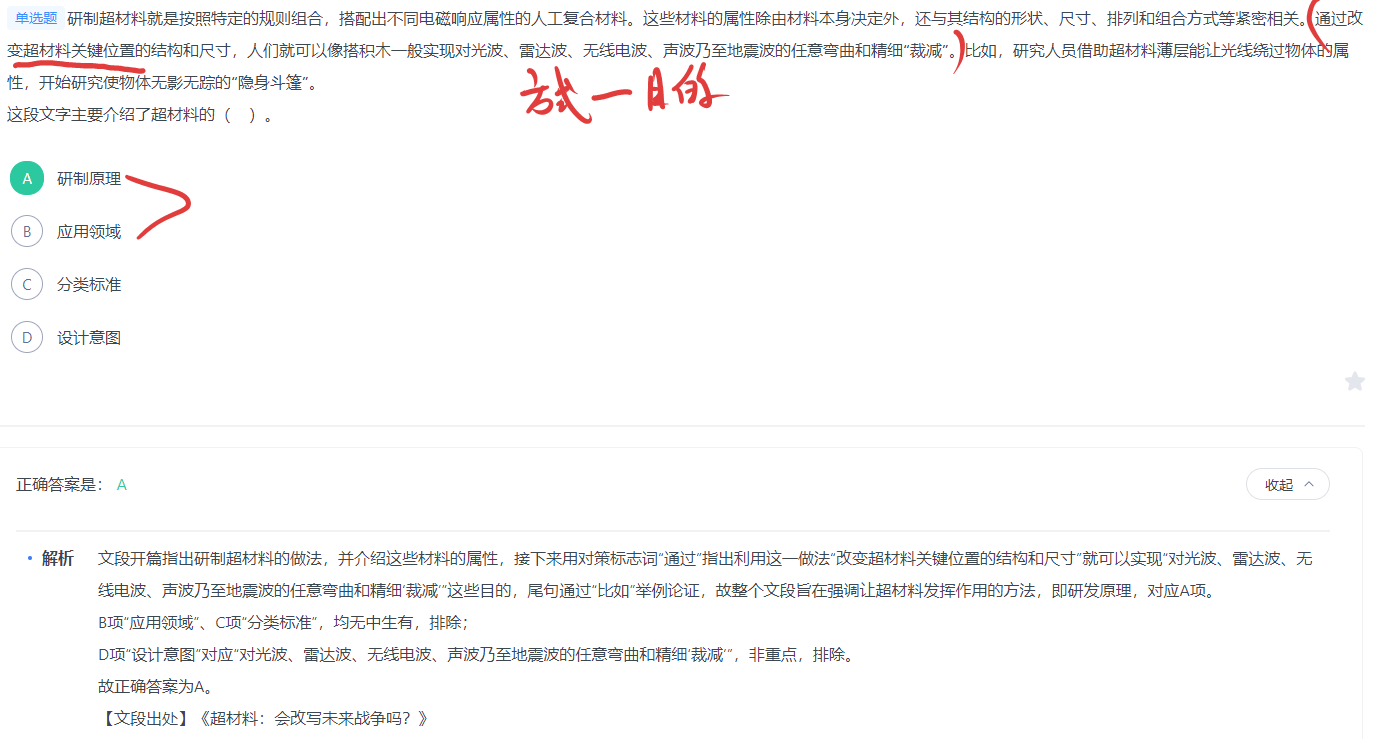 单选题 研制超材料就是按照特定的规则组合，搭配出不同电磁响应属性的人工复合材料。这些材料的属性除由材料本身决定外，还与其结构的形状、尺寸、排列和组合方式等紧密相关。通过改
变超材料关键位置的结构和尺寸，人们就可以像搭积木一般实现对光波、雷达波、无线电波、声波乃至地震波的任意弯曲和精细“裁减”。比如，研究人员借助超材料薄层能让光线绕过物体的属
性，开始研究使物体无影无踪的“隐身斗篷”。
方式一目的
这段文字主要介绍了超材料的（　）。
A 研制原理
B 应用领域
C 分类标准
D 设计意图
正确答案是： A
收起
解析 文段开篇指出研制超材料的做法，并介绍这些材料的属性，接下来用对策标志词“通过”指出利用这一做法“改变超材料关键位置的结构和尺寸”就可以实现“对光波、雷达波、无
线电波、声波乃至地震波的任意弯曲和精细‘裁减’”这些目的，尾句通过“比如”举例论证，故整个文段旨在强调让超材料发挥作用的方法，即研发原理，对应A项。
B项“应用领域”、C项“分类标准”，均无中生有，排除；
D项“设计意图”对应“对光波、雷达波、无线电波、声波乃至地震波的任意弯曲和精细‘裁减’”，非重点，排除。
故正确答案为A。
【文段出处】《超材料：会改写未来战争吗？》